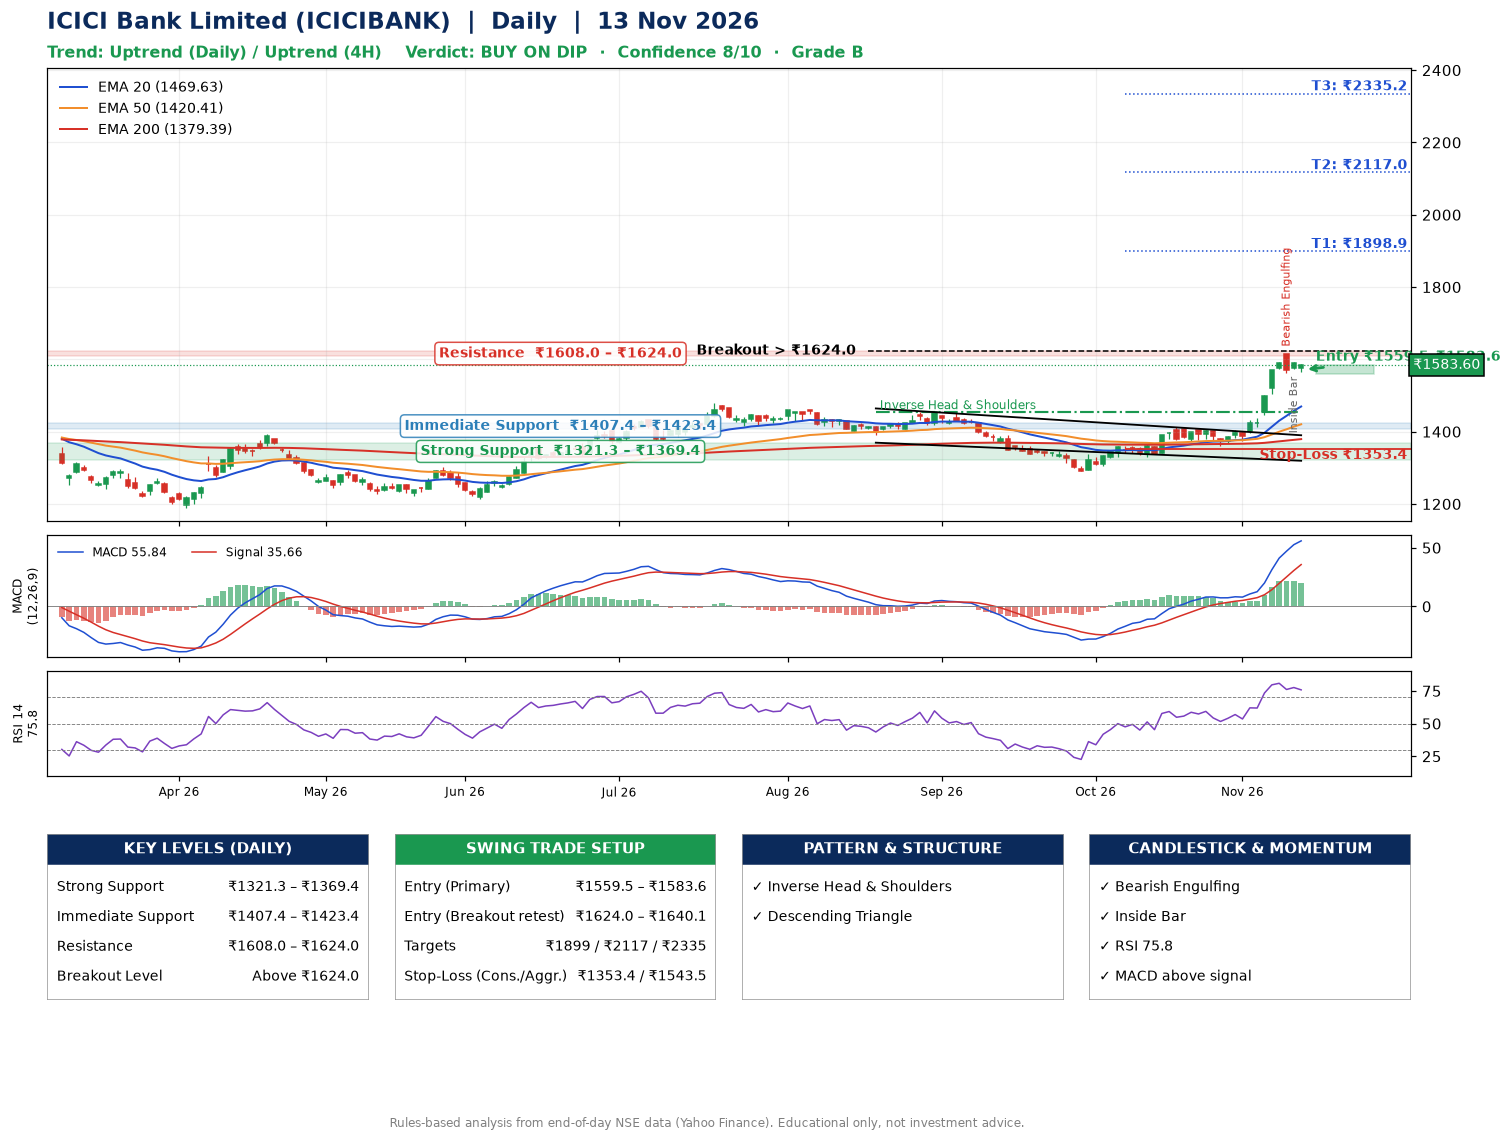 ICICI Bank Limited (ICICIBANK) | Daily | 13 Nov 2026
Trend: Uptrend (Daily) / Uptrend (4H) Verdict: BUY ON DIP · Confidence 8/10 · Grade B
EMA 20 (1469.63)
EMA 50 (1420.41)
EMA 200 (1379.39)
2400
2200
2000
1800
1400
1200
T3: ₹2335.2
T2: ₹2117.0
T1: ₹1898.9
Bearish Engulfing
Resistance ₹1608.0 – ₹1624.0
Breakout > ₹1624.0
₹1583.60
Inside Bar
Inverse Head & Shoulders
Immediate Support ₹1407.4 – ₹1423.4
Strong Support ₹1321.3 – ₹1369.4
Stop-Loss ₹1353.4
MACD (12,26,9)
MACD 55.84
Signal 35.66
50
0
RSI 14
75.8
75
50
25
Apr 26 May 26 Jun 26 Jul 26 Aug 26 Sep 26 Oct 26 Nov 26
KEY LEVELS (DAILY)
Strong Support ₹1321.3 – ₹1369.4
Immediate Support ₹1407.4 – ₹1423.4
Resistance ₹1608.0 – ₹1624.0
Breakout Level Above ₹1624.0
SWING TRADE SETUP
Entry (Primary) ₹1559.5 – ₹1583.6
Entry (Breakout retest) ₹1624.0 – ₹1640.1
Targets ₹1899 / ₹2117 / ₹2335
Stop-Loss (Cons./Aggr.) ₹1353.4 / ₹1543.5
PATTERN & STRUCTURE
✓ Inverse Head & Shoulders
✓ Descending Triangle
CANDLESTICK & MOMENTUM
✓ Bearish Engulfing
✓ Inside Bar
✓ RSI 75.8
✓ MACD above signal
Rules-based analysis from end-of-day NSE data (Yahoo Finance). Educational only, not investment advice.